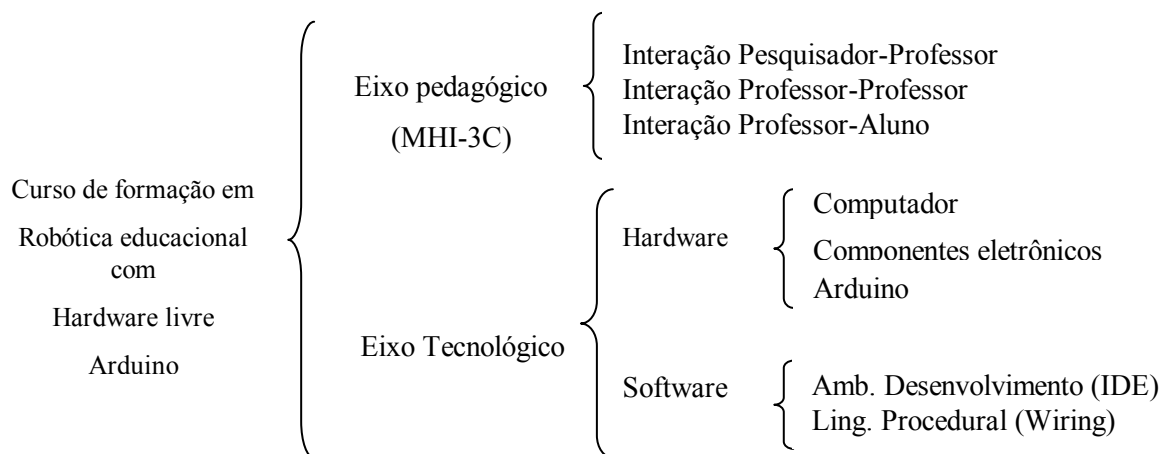 Curso de formação em
Robótica educacional
com
Hardware livre
Arduino
Eixo pedagógico
(MHI-3C)
Interação Pesquisador-Professor
Interação Professor-Professor
Interação Professor-Aluno
Eixo Tecnológico
Hardware
Computador
Componentes eletrônicos
Arduino
Software
Amb. Desenvolvimento (IDE)
Ling. Procedural (Wiring)